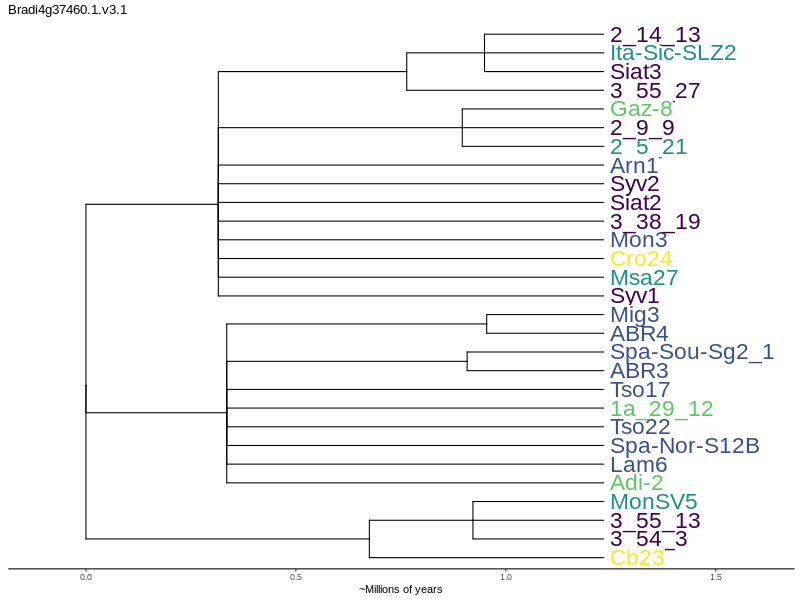 Bradi4g37460.1.v3.1
2_14_13
Ita-Sic-SLZ2
Siat3
3_55_27
Gaz-8
2_9_9
2_5_21
Arn1
Syv2
Siat2
3_38_19
Mon3
Cro24
Msa27
Syv1
Mig3
ABR4
Spa-Sou-Sg2_1
ABR3
Tso17
1a_29_12
Tso22
Spa-Nor-S12B
Lam6
Adi-2
MonSV5
3_55_13
3_54_3
Cb23
0.0 0.5 1.0 1.5
~Millions of years